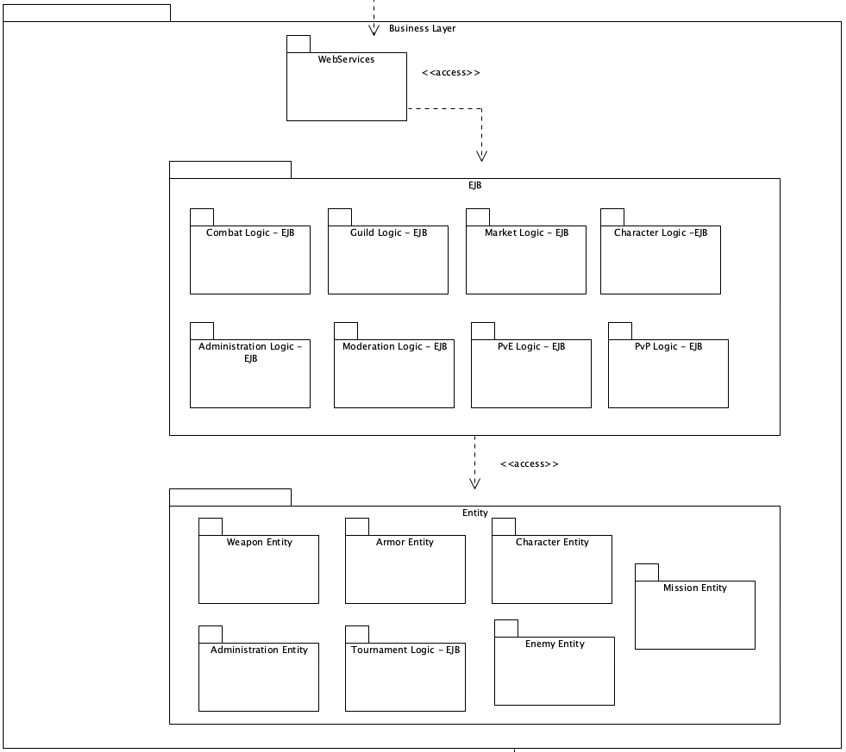 Business Layer
WebServices
<<access>>
EJB
Combat Logic - EJB
Guild Logic - EJB
Market Logic - EJB
Character Logic -EJB
Administration Logic -
EJB
Moderation Logic - EJB
PvE Logic - EJB
PvP Logic - EJB
<<access>>
Entity
Weapon Entity
Armor Entity
Character Entity
Mission Entity
Administration Entity
Tournament Logic - EJB
Enemy Entity